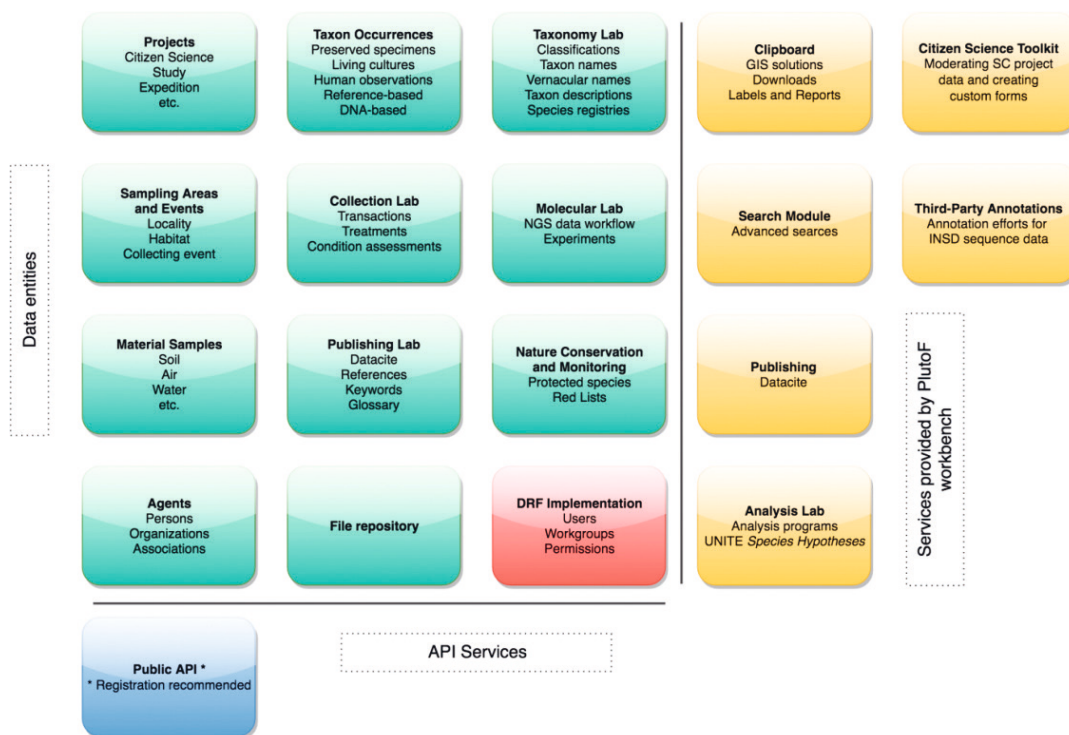 Projects
Citizen Science
Study
Expedition
etc.
Taxon Occurrences
Preserved specimens
Living cultures
Human observations
Reference-based
DNA-based
Taxonomy Lab
Classifications
Taxon names
Vernacular names
Taxon descriptions
Species registries
Clipboard
GIS solutions
Downloads
Labels and Reports
Citizen Science Toolkit
Moderating SC project
data and creating
custom forms
Data entities
Sampling Areas
and Events
Locality
Habitat
Collecting event
Collection Lab
Transactions
Treatments
Condition assessments
Molecular Lab
NGS data workflow
Experiments
Search Module
Advanced seares
Third-Party Annotations
Annotation efforts for
INSD sequence data
Material Samples
Soil
Air
Water
etc.
Publishing Lab
Datacite
References
Keywords
Glossary
Nature Conservation
and Monitoring
Protected species
Red Lists
Publishing
Datacite
Services provided by PlutoF
workbench
Agents
Persons
Organizations
Associations
File repository
DRF Implementation
Users
Workgroups
Permissions
Analysis Lab
Analysis programs
UNITE Species Hypotheses
Public API *
* Registration recommended
API Services